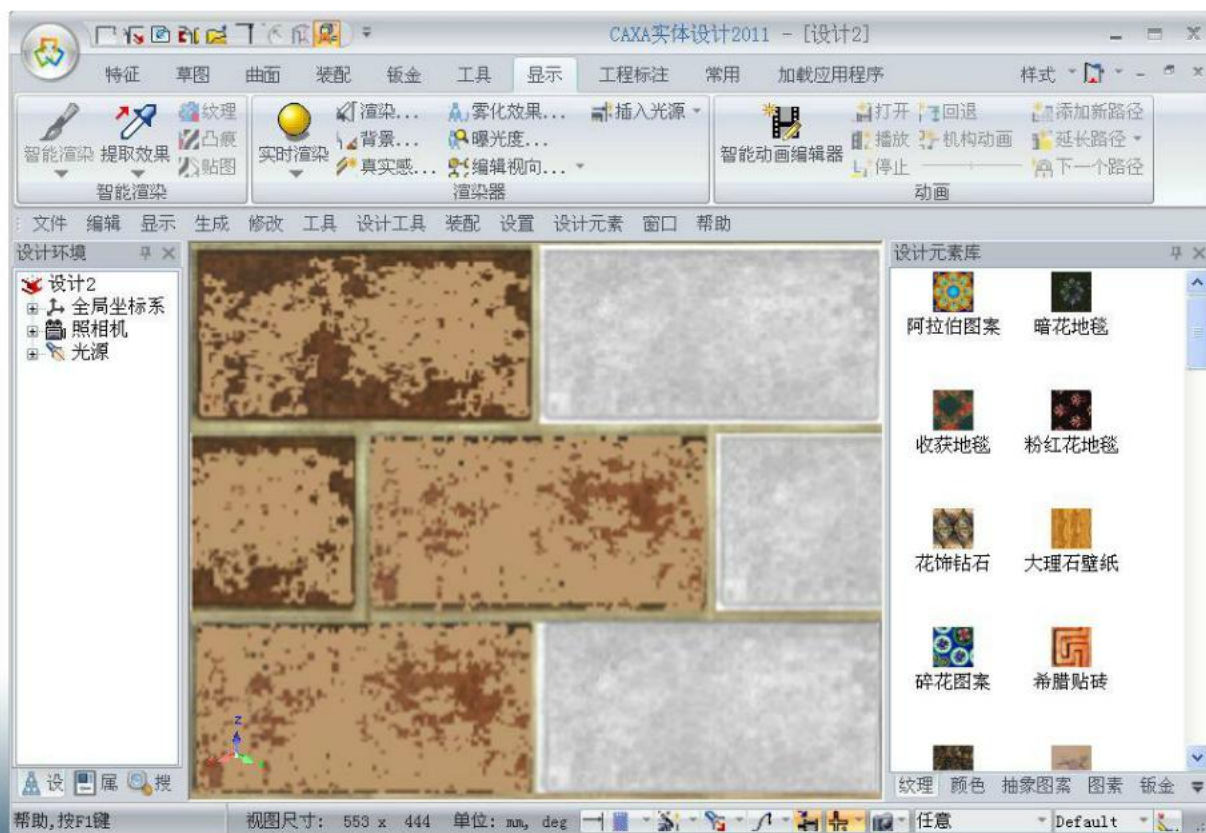 CAXA实体设计2011 - [设计2]
特征 草图 曲面 装配 钣金 工具 显示 工程标注 常用 加载应用程序 样式
智能渲染 提取效果 纹理 凸痕 贴图
智能渲染
实时渲染 渲染... 背景... 真实感... 雾化效果... 曝光度... 编辑视向... 插入光源
渲染器
智能动画编辑器 打开 播放 停止 回退 机构动画 添加新路径 延长路径 下一个路径
动画
文件 编辑 显示 生成 修改 工具 设计工具 装配 设置 设计元素 窗口 帮助
设计环境
设计2
全局坐标系
照相机
光源
设 属 搜
z
设计元素库
阿拉伯图案 暗花地毯
收获地毯 粉红花地毯
花饰钻石 大理石壁纸
碎花图案 希腊贴砖
纹理 颜色 抽象图案 图素 钣金
帮助,按F1键 视图尺寸: 553 x 444 单位: mm, deg 任意 Default